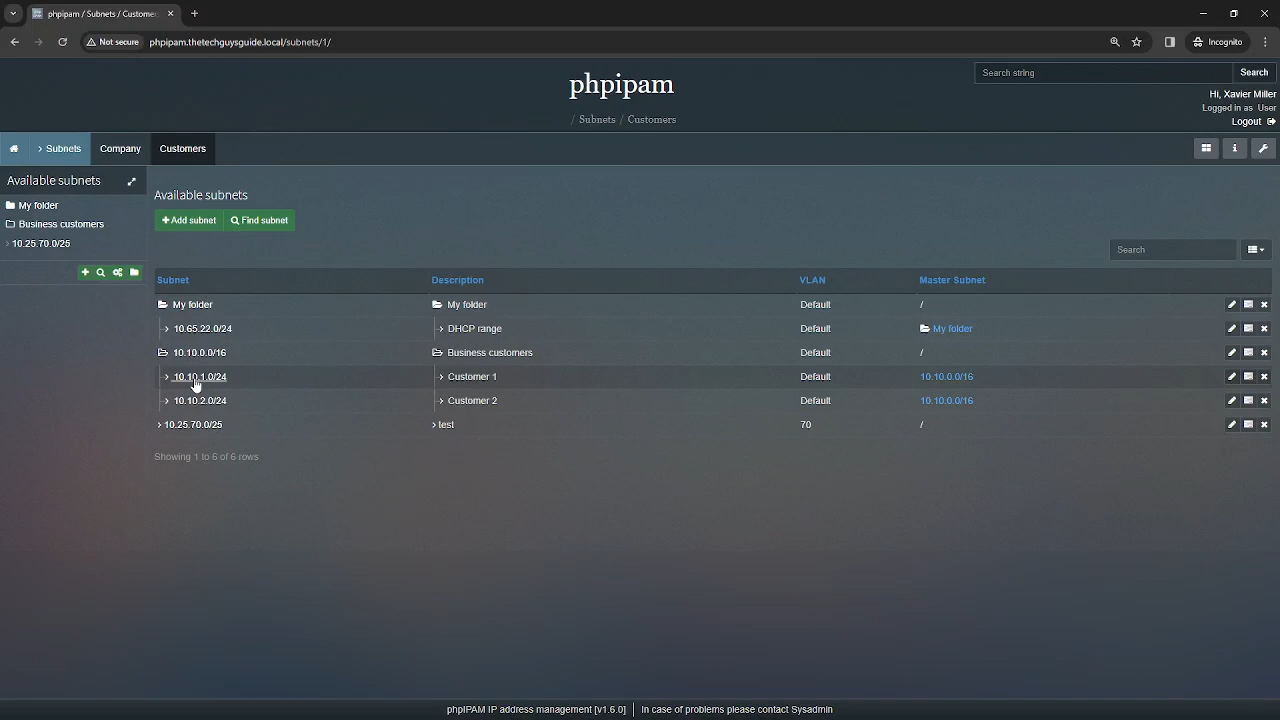 phpipam / Subnets / Custome
Not secure phpipam.thetechguysguide.local/subnets/1/ Incognito
phpipam
/ Subnets / Customers
Search string Search
Hi, Xavier Miller
Logged in as User
Logout
Subnets Company Customers
Available subnets
My folder
Business customers
10.25.70.0/25
Available subnets
Add subnet Find subnet
Search
Subnet Description VLAN Master Subnet
My folder My folder Default /
10.65.22.0/24 DHCP range Default My folder
10.10.0.0/16 Business customers Default /
10.10.1.0/24 Customer 1 Default 10.10.0.0/16
10.10.2.0/24 Customer 2 Default 10.10.0.0/16
10.25.70.0/25 test 70 /
Showing 1 to 6 of 6 rows
phpIPAM IP address management [v1.6.0] In case of problems please contact Sysadmin